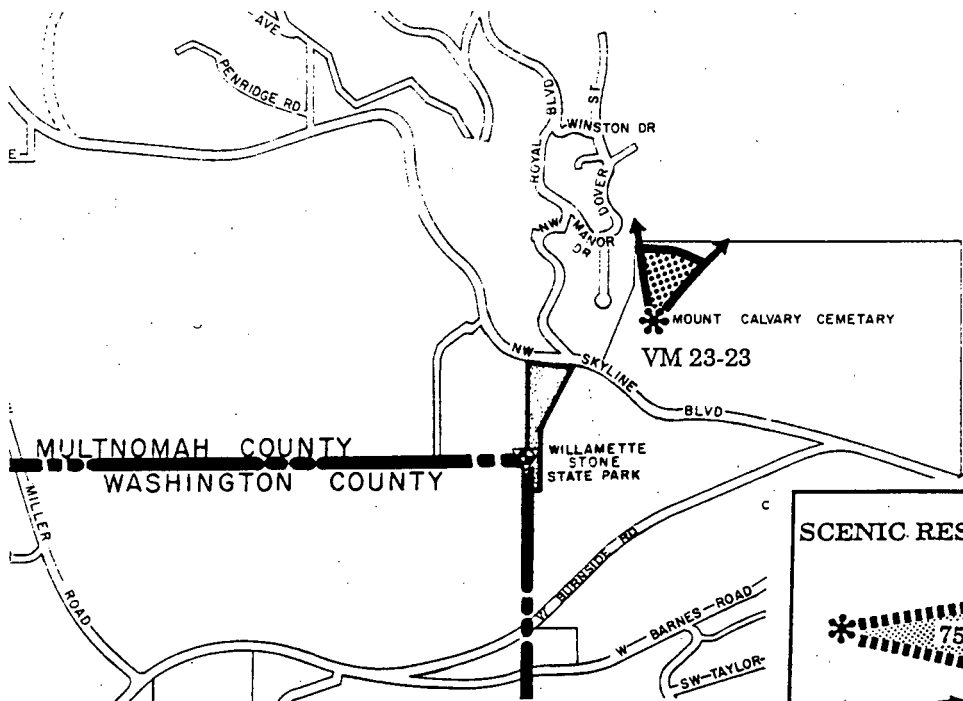 AVE
PENRIDGE RD
ROYAL BLVD
ST
WINSTON DR
DOVER
NW MANOR DR
E
MOUNT CALVARY CEMETARY
VM 23-23
NW SKYLINE BLVD
MULTNOMAH COUNTY
WASHINGTON COUNTY
WILLAMETTE
STONE
STATE PARK
MILLER ROAD
W BURNSIDE RD
W BARNES ROAD
SW TAYLOR
C
SCENIC RES
75